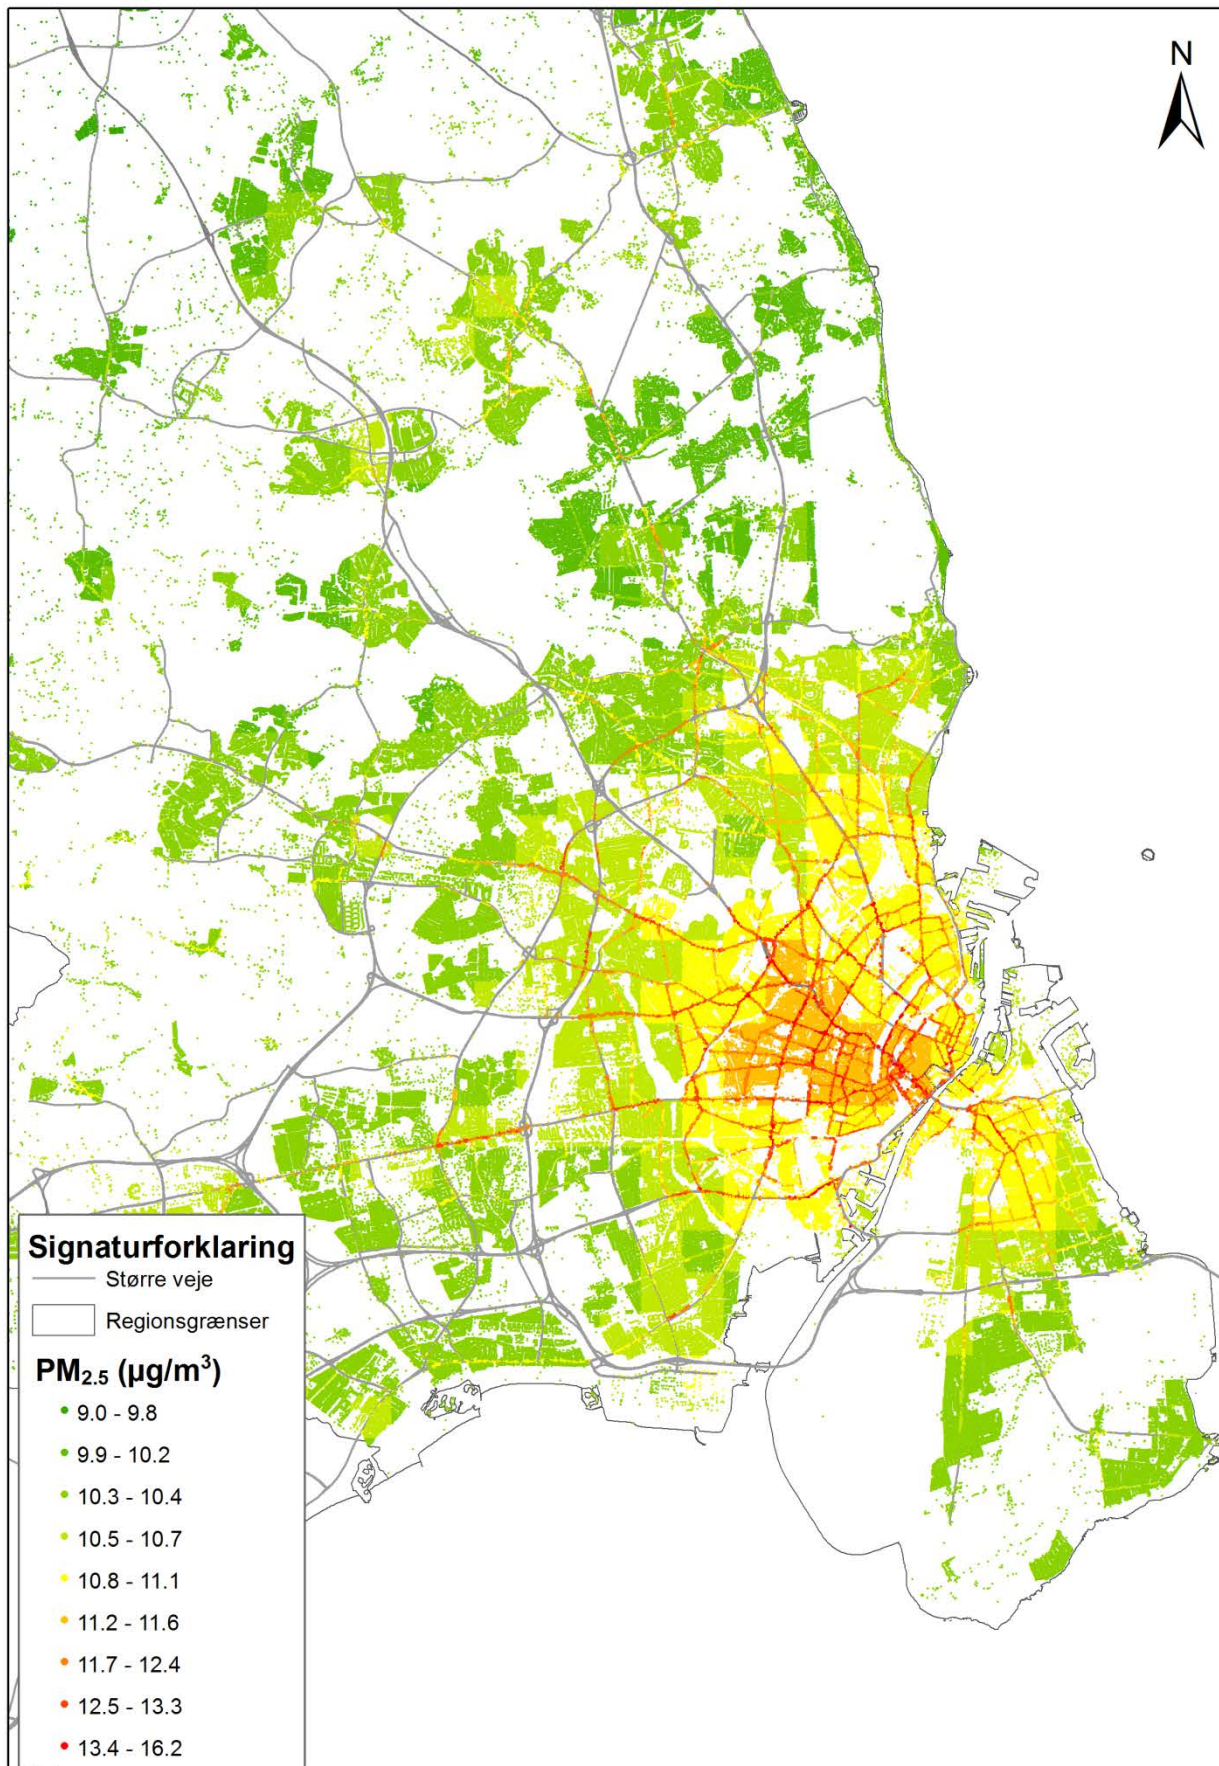 N
Signaturforklaring
Større veje
Regionsgrænser
PM2.5 (µg/m³)
9.0 - 9.8
9.9 - 10.2
10.3 - 10.4
10.5 - 10.7
10.8 - 11.1
11.2 - 11.6
11.7 - 12.4
12.5 - 13.3
13.4 - 16.2